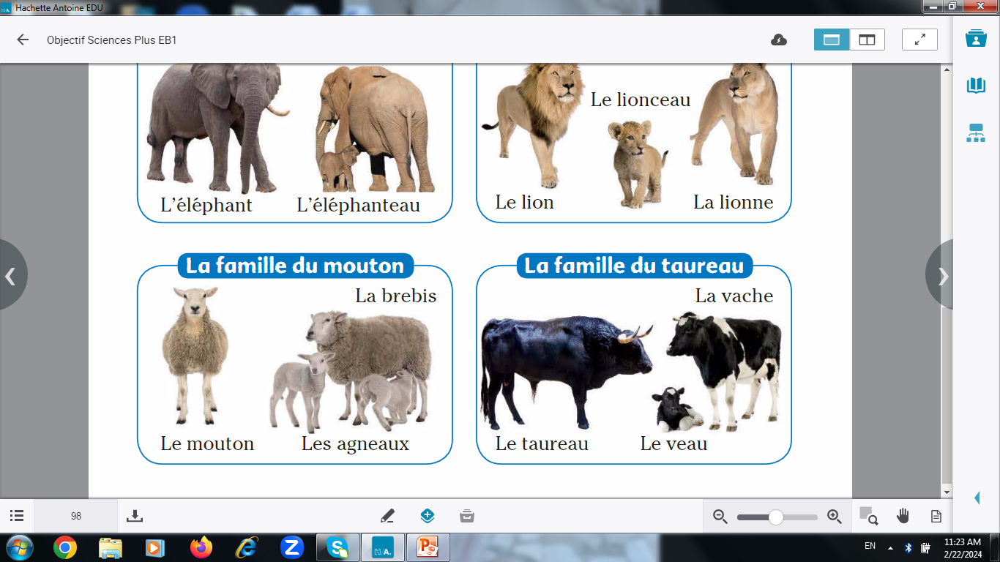 Hachette Antoine EDU
Objectif Sciences Plus EB1
Le lionceau
L'éléphant
L'éléphanteau
Le lion
La lionne
La famille du mouton
La brebis
Le mouton
Les agneaux
La famille du taureau
La vache
Le taureau
Le veau
98
EN
11:23 AM
2/22/2024